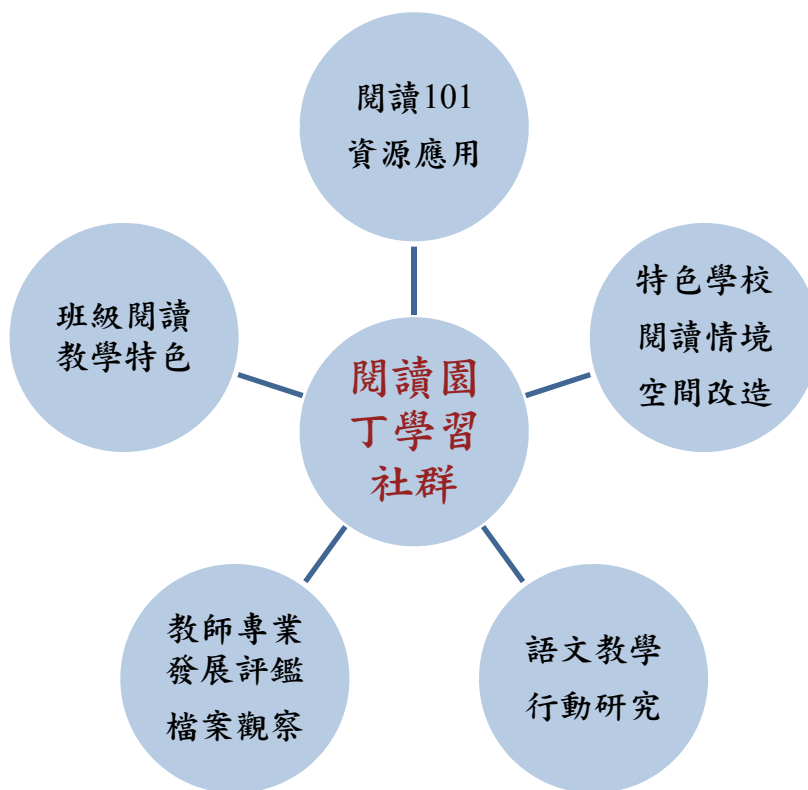 閱讀101
資源應用
班級閱讀
教學特色
特色學校
閱讀情境
空間改造
閱讀園
丁學習
社群
教師專業
發展評鑑
檔案觀察
語文教學
行動研究